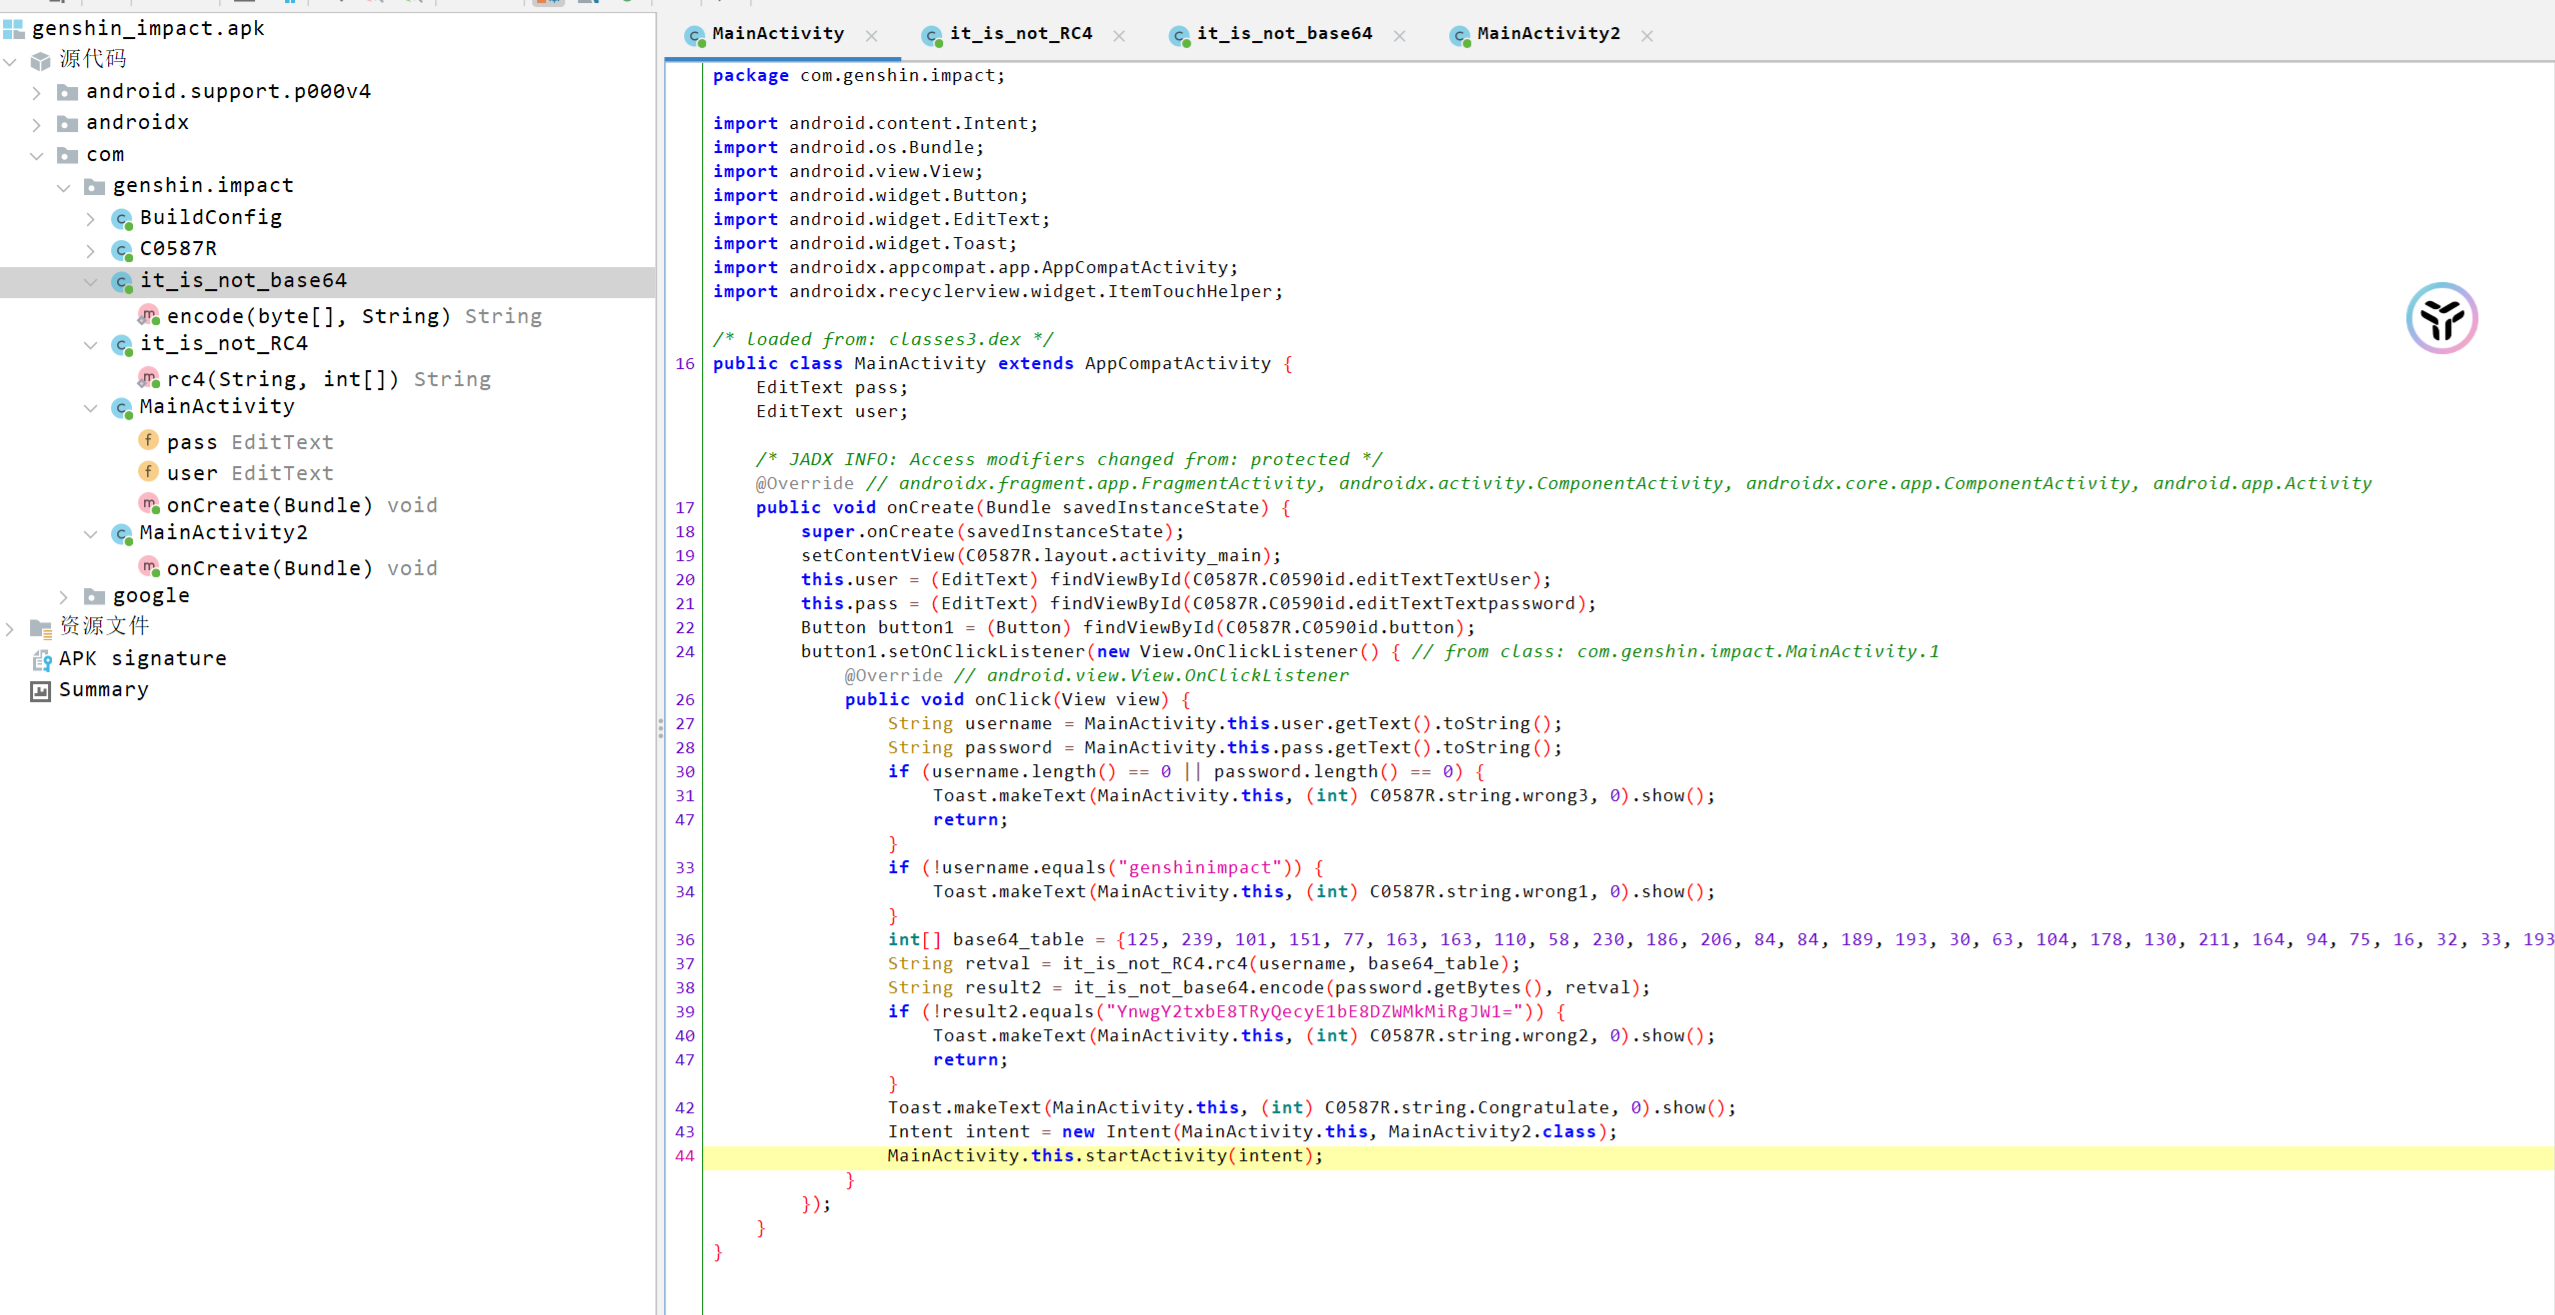 genshin_impact.apk
源代码
android.support.p000v4
androidx
com
genshin.impact
BuildConfig
C0587R
it_is_not_base64
encode(byte[], String) String
it_is_not_RC4
rc4(String, int[]) String
MainActivity
pass EditText
user EditText
onCreate(Bundle) void
MainActivity2
onCreate(Bundle) void
google
资源文件
APK signature
Summary
MainActivity × it_is_not_RC4 × it_is_not_base64 × MainActivity2 ×
package com.genshin.impact;
import android.content.Intent;
import android.os.Bundle;
import android.view.View;
import android.widget.Button;
import android.widget.EditText;
import android.widget.Toast;
import androidx.appcompat.app.AppCompatActivity;
import androidx.recyclerview.widget.ItemTouchHelper;
/* loaded from: classes3.dex */
16 public class MainActivity extends AppCompatActivity {
EditText pass;
EditText user;
/* JADX INFO: Access modifiers changed from: protected */
@Override // androidx.fragment.app.FragmentActivity, androidx.activity.ComponentActivity, androidx.core.app.ComponentActivity, android.app.Activity
17 public void onCreate(Bundle savedInstanceState) {
18 super.onCreate(savedInstanceState);
19 setContentView(C0587R.layout.activity_main);
20 this.user = (EditText) findViewById(C0587R.C0590id.editTextTextUser);
21 this.pass = (EditText) findViewById(C0587R.C0590id.editTextTextpassword);
22 Button button1 = (Button) findViewById(C0587R.C0590id.button);
24 button1.setOnClickListener(new View.OnClickListener() { // from class: com.genshin.impact.MainActivity.1
@Override // android.view.View.OnClickListener
26 public void onClick(View view) {
27 String username = MainActivity.this.user.getText().toString();
28 String password = MainActivity.this.pass.getText().toString();
30 if (username.length() == 0 || password.length() == 0) {
31 Toast.makeText(MainActivity.this, (int) C0587R.string.wrong3, 0).show();
47 return;
}
33 if (!username.equals("genshinimpact")) {
34 Toast.makeText(MainActivity.this, (int) C0587R.string.wrong1, 0).show();
}
36 int[] base64_table = {125, 239, 101, 151, 77, 163, 163, 110, 58, 230, 186, 206, 84, 84, 189, 193, 30, 63, 104, 178, 130, 211, 164, 94, 75, 16, 32, 33, 193
37 String retval = it_is_not_RC4.rc4(username, base64_table);
38 String result2 = it_is_not_base64.encode(password.getBytes(), retval);
39 if (!result2.equals("YnwgY2txbE8TRyQecyE1bE8DZWMkMiRgJW1=")) {
40 Toast.makeText(MainActivity.this, (int) C0587R.string.wrong2, 0).show();
47 return;
}
42 Toast.makeText(MainActivity.this, (int) C0587R.string.Congratulate, 0).show();
43 Intent intent = new Intent(MainActivity.this, MainActivity2.class);
44 MainActivity.this.startActivity(intent);
}
});
}
}